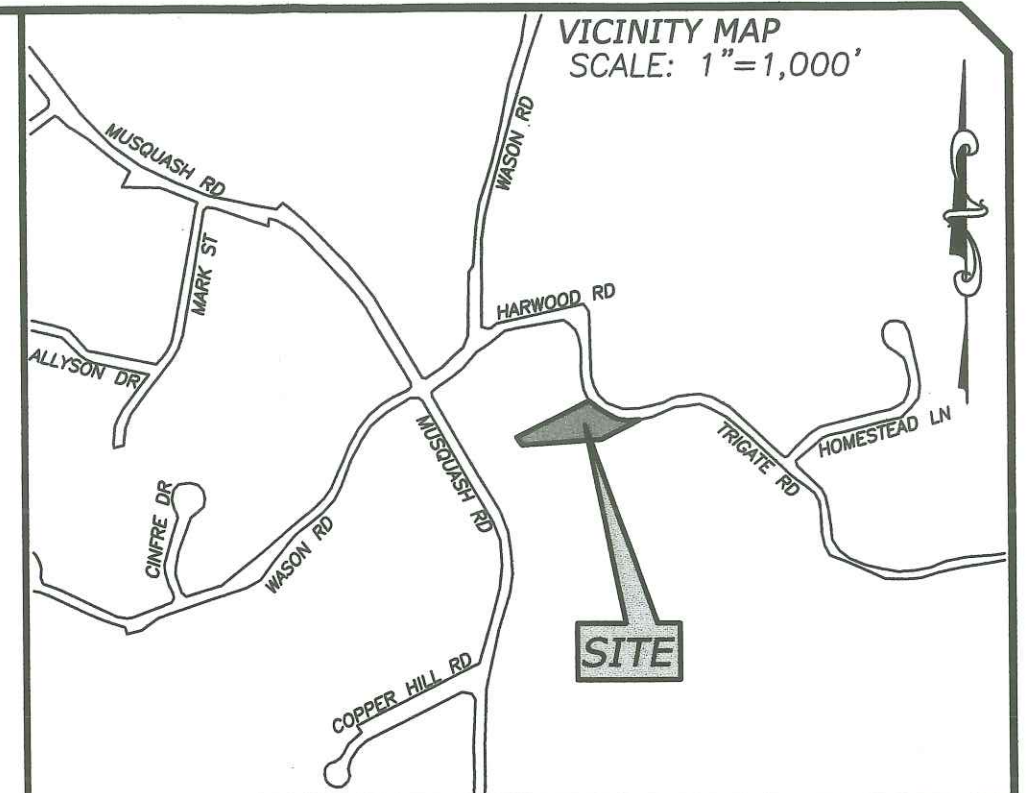 VICINITY MAP
SCALE: 1"=1,000'
WASON RD
MUSQUASH RD
MARK ST
HARWOOD RD
ALLYSON DR
HOMESTEAD LN
MUSQUASH RD
TRIGATE RD
CINFRE DR
WASON RD
SITE
COPPER HILL RD